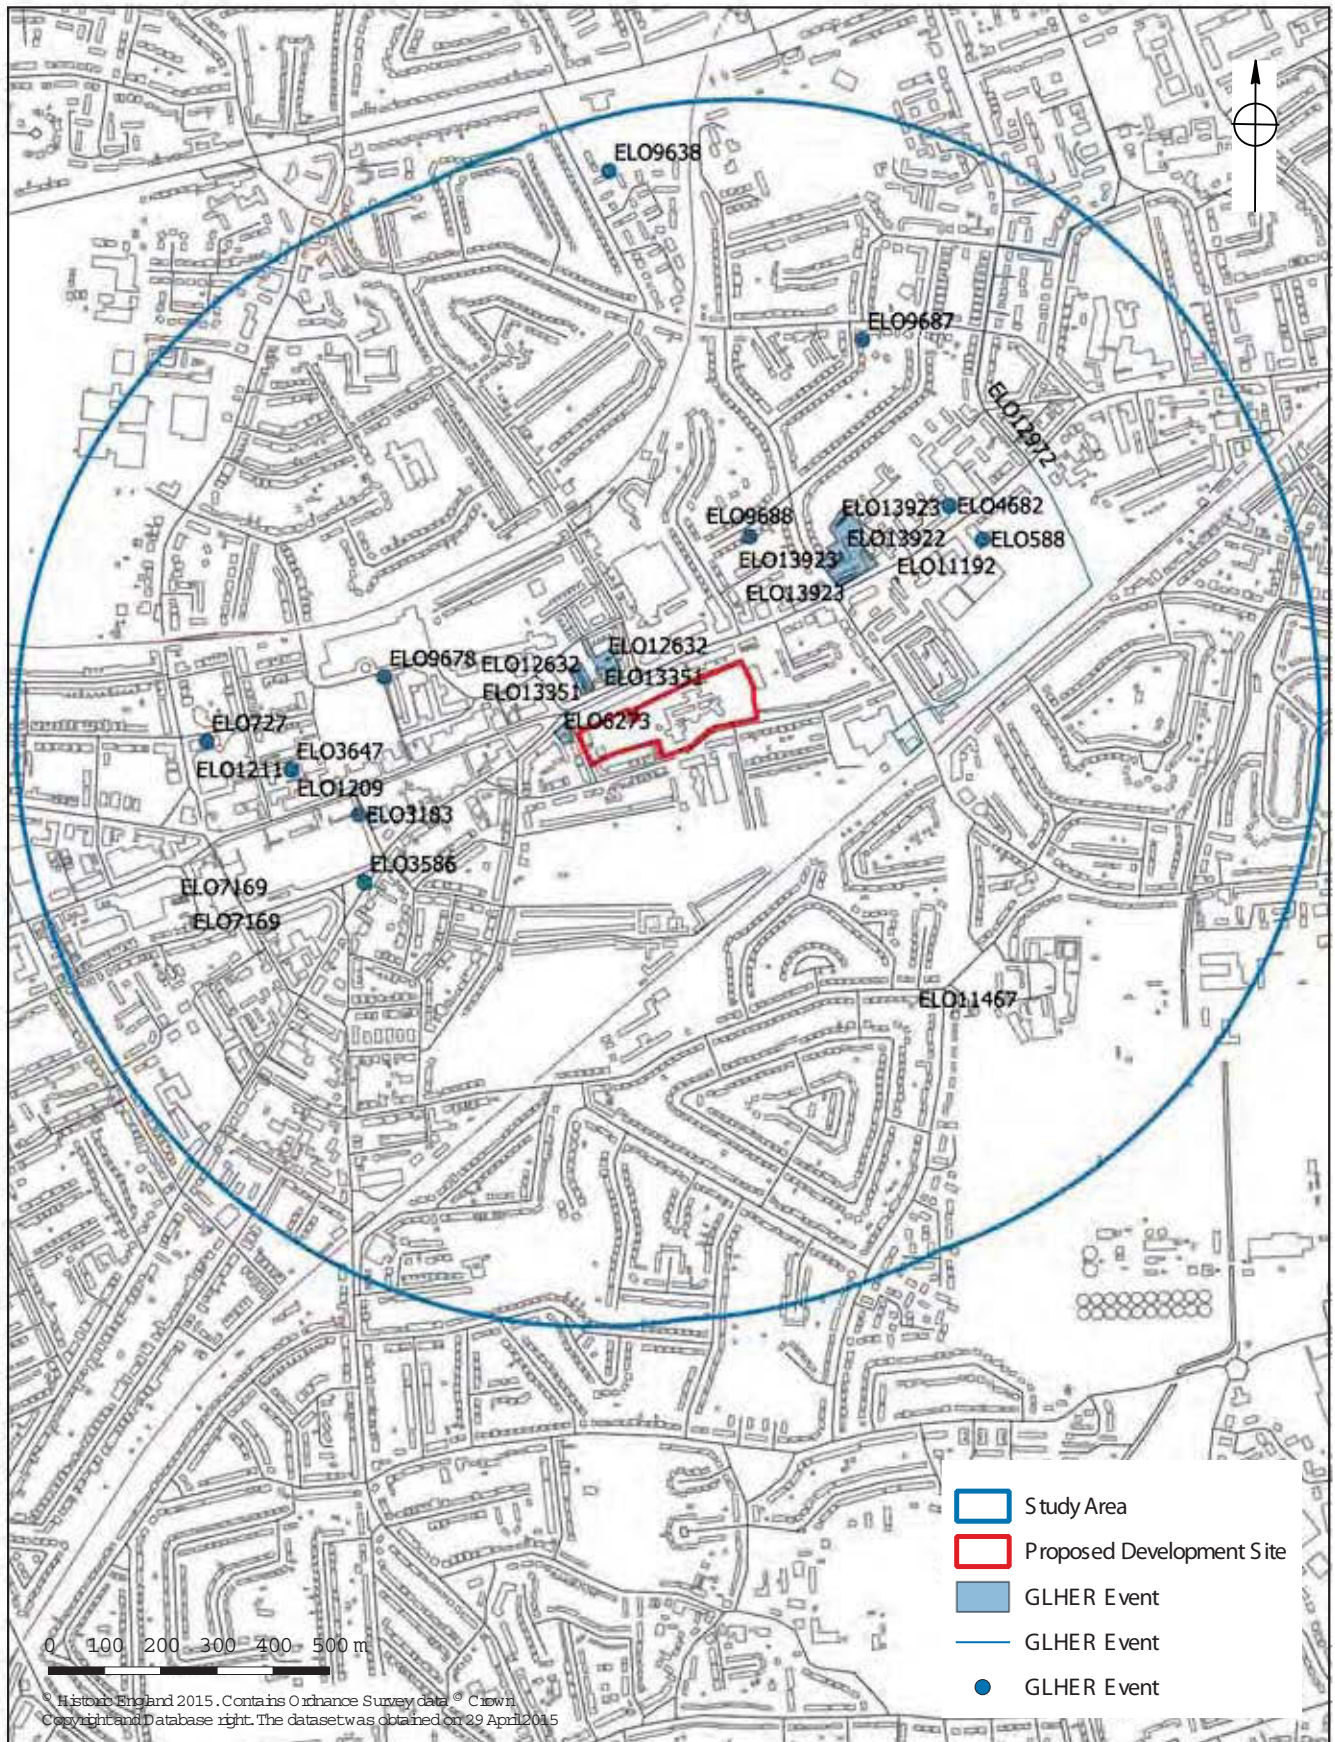 ELO9638
ELO9687
ELO12972
ELO13923
ELO4682
ELO9688
ELO13922
ELO588
ELO13923
ELO11192
ELO13923
ELO12632
ELO9678
ELO12632
ELO13351
ELO13351
ELO6273
ELO727
ELO3647
ELO1211
ELO1209
ELO3183
ELO3586
ELO7169
ELO7169
ELO11467
Study Area
Proposed Development Site
GLHER Event
GLHER Event
GLHER Event
0 100 200 300 400 500 m
© Historic England 2015. Contains Ordnance Survey data © Crown
Copyright and Database right. The dataset was obtained on 29 April 2015